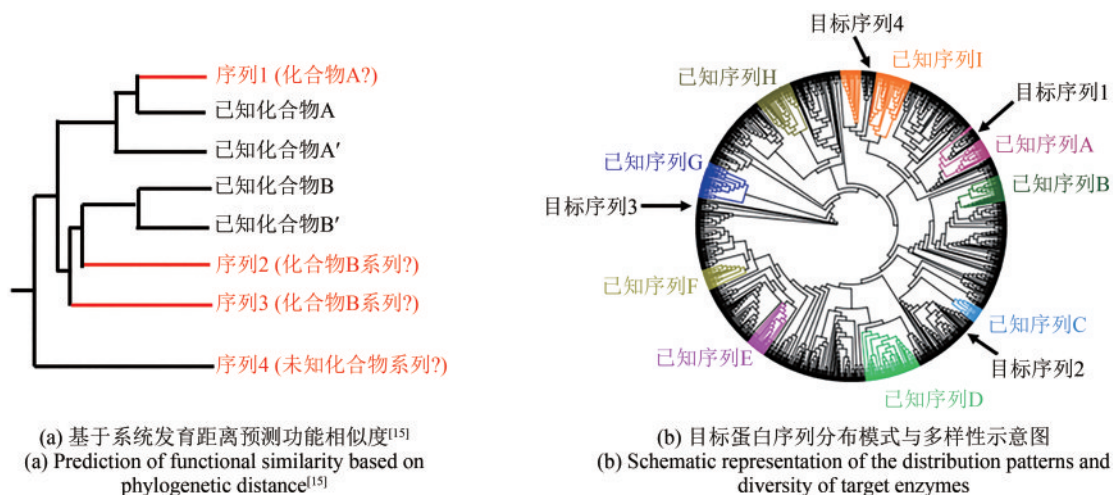 序列1 (化合物A?)
已知化合物A
已知化合物A′
已知化合物B
已知化合物B′
序列2 (化合物B系列?)
序列3 (化合物B系列?)
序列4 (未知化合物系列?)
(a) 基于系统发育距离预测功能相似度[15]
(a) Prediction of functional similarity based on
phylogenetic distance[15]
目标序列4
已知序列I
已知序列H
目标序列1
已知序列A
已知序列G
已知序列B
目标序列3
已知序列F
已知序列C
已知序列E
目标序列2
已知序列D
(b) 目标蛋白序列分布模式与多样性示意图
(b) Schematic representation of the distribution patterns and
diversity of target enzymes